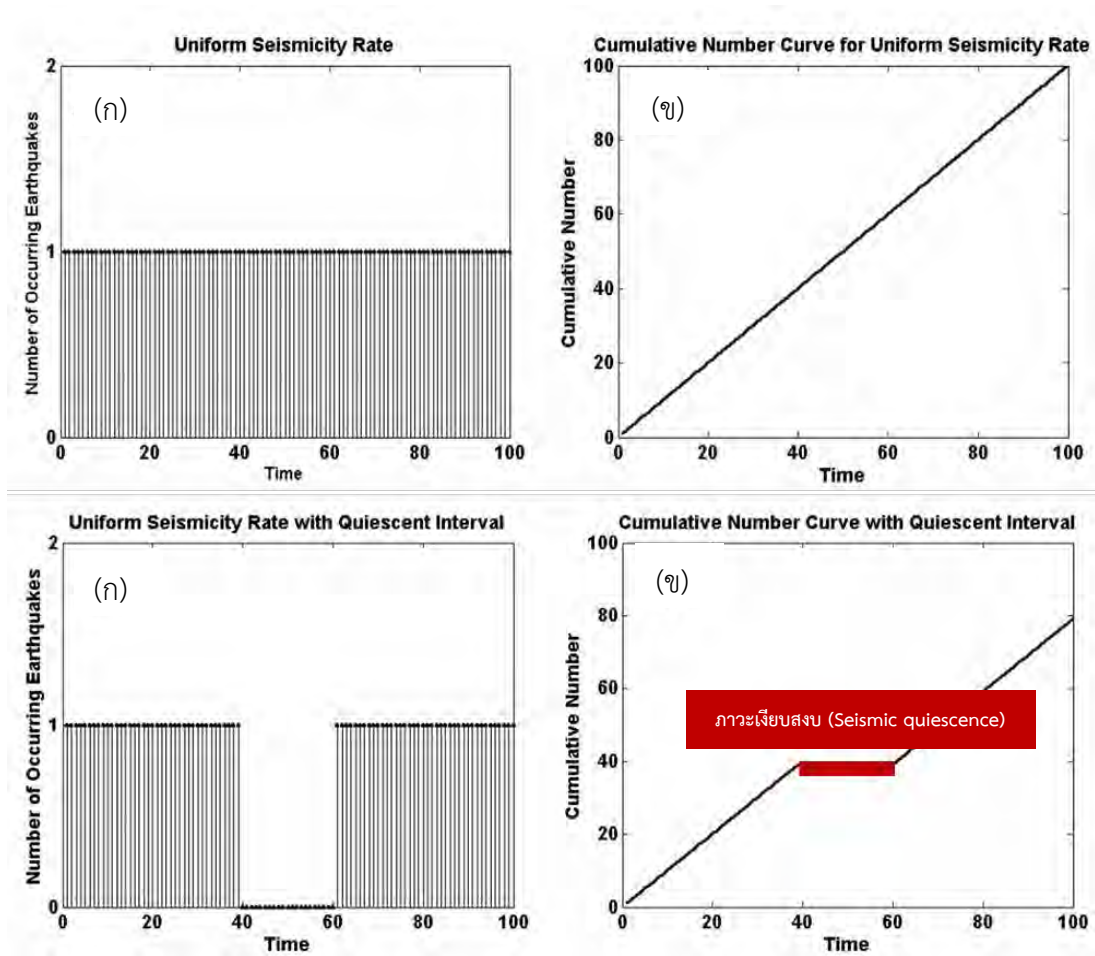 Uniform Seismicity Rate
2
(ก)
Number of Occurring Earthquakes
1
0
0 20 40 60 80 100
Time
Cumulative Number Curve for Uniform Seismicity Rate
100
(ข)
80
Cumulative Number
60
40
20
0
0 20 40 60 80 100
Time
Uniform Seismicity Rate with Quiescent Interval
2
(ก)
Number of Occurring Earthquakes
1
0
0 20 40 60 80 100
Time
Cumulative Number Curve with Quiescent Interval
100
(ข)
80
Cumulative Number
60
ภาวะเงียบสงบ (Seismic quiescence)
40
20
0
0 20 40 60 80 100
Time